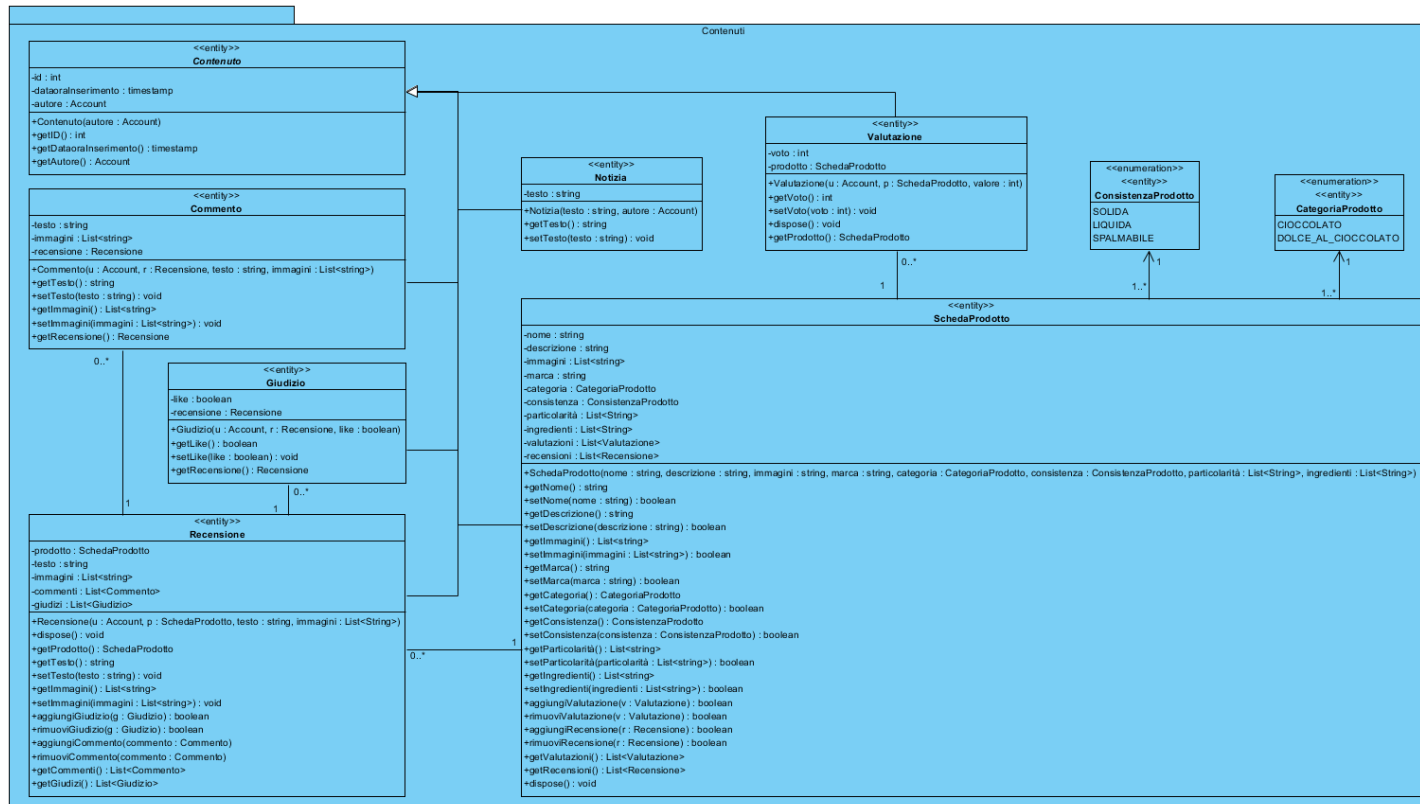 Contenuti
<<entity>>
Contenuto
-id : int
-dataoraInserimento : timestamp
-autore : Account
+Contenuto(autore : Account)
+getID() : int
+getDataoraInserimento() : timestamp
+getAutore() : Account
<<entity>>
Commento
-testo : string
-immagini : List<string>
-recensione : Recensione
+Commento(u : Account, r : Recensione, testo : string, immagini : List<string>)
+getTesto() : string
+setTesto(testo : string) : void
+getImmagini() : List<string>
+setImmagini(immagini : List<string>) : void
+getRecensione() : Recensione
0..*
1
<<entity>>
Giudizio
-like : boolean
-recensione : Recensione
+Giudizio(u : Account, r : Recensione, like : boolean)
+getLike() : boolean
+setLike(like : boolean) : void
+getRecensione() : Recensione
0..*
1
<<entity>>
Recensione
-prodotto : SchedaProdotto
-testo : string
-immagini : List<string>
-commenti : List<Commento>
-giudizi : List<Giudizio>
+Recensione(u : Account, p : SchedaProdotto, testo : string, immagini : List<String>)
+dispose() : void
+getProdotto() : SchedaProdotto
+getTesto() : string
+setTesto(testo : string) : void
+getImmagini() : List<string>
+setImmagini(immagini : List<string>) : void
+aggiungiGiudizio(g : Giudizio) : boolean
+rimuoviGiudizio(g : Giudizio) : boolean
+aggiungiCommento(commento : Commento)
+rimuoviCommento(commento : Commento)
+getCommenti() : List<Commento>
+getGiudizi() : List<Giudizio>
0..*
1
<<entity>>
Notizia
-testo : string
+Notizia(testo : string, autore : Account)
+getTesto() : string
+setTesto(testo : string) : void
<<entity>>
Valutazione
-voto : int
-prodotto : SchedaProdotto
+Valutazione(u : Account, p : SchedaProdotto, valore : int)
+getVoto() : int
+setVoto(voto : int) : void
+dispose() : void
+getProdotto() : SchedaProdotto
0..*
1
<<enumeration>>
<<entity>>
ConsistenzaProdotto
SOLIDA
LIQUIDA
SPALMABILE
1
1..*
<<enumeration>>
<<entity>>
CategoriaProdotto
CIOCCOLATO
DOLCE_AL_CIOCCOLATO
1
1..*
<<entity>>
SchedaProdotto
-nome : string
-descrizione : string
-immagini : List<string>
-marca : string
-categoria : CategoriaProdotto
-consistenza : ConsistenzaProdotto
-particolarità : List<String>
-ingredienti : List<String>
-valutazioni : List<Valutazione>
-recensioni : List<Recensione>
+SchedaProdotto(nome : string, descrizione : string, immagini : string, marca : string, categoria : CategoriaProdotto, consistenza : ConsistenzaProdotto, particolarità : List<String>, ingredienti : List<String>)
+getNome() : string
+setNome(nome : string) : boolean
+getDescrizione() : string
+setDescrizione(descrizione : string) : boolean
+getImmagini() : List<string>
+setImmagini(immagini : List<string>) : boolean
+getMarca() : string
+setMarca(marca : string) : boolean
+getCategoria() : CategoriaProdotto
+setCategoria(categoria : CategoriaProdotto) : boolean
+getConsistenza() : ConsistenzaProdotto
+setConsistenza(consistenza : ConsistenzaProdotto) : boolean
+getParticolarità() : List<string>
+setParticolarità(particolarità : List<string>) : boolean
+getIngredienti() : List<string>
+setIngredienti(ingredienti : List<string>) : boolean
+aggiungiValutazione(v : Valutazione) : boolean
+rimuoviValutazione(v : Valutazione) : boolean
+aggiungiRecensione(r : Recensione) : boolean
+rimuoviRecensione(r : Recensione) : boolean
+getValutazioni() : List<Valutazione>
+getRecensioni() : List<Recensione>
+dispose() : void